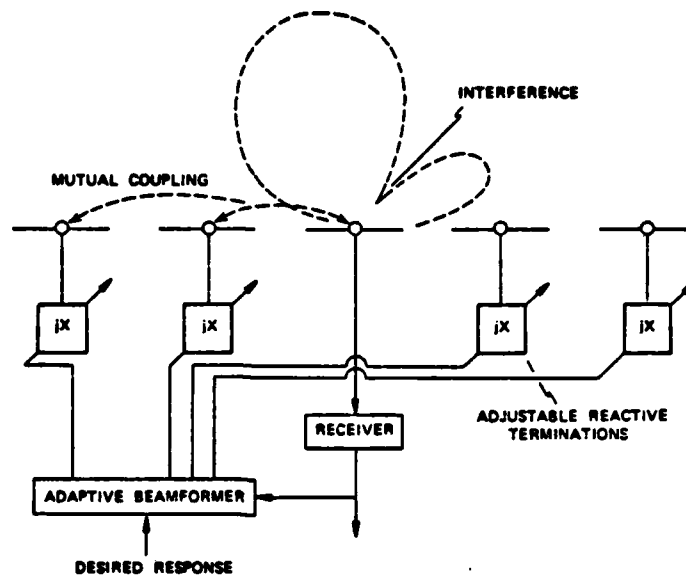 INTERFERENCE
MUTUAL COUPLING
jX
jX
jX
jX
RECEIVER
ADJUSTABLE REACTIVE
TERMINATIONS
ADAPTIVE BEAMFORMER
DESIRED RESPONSE